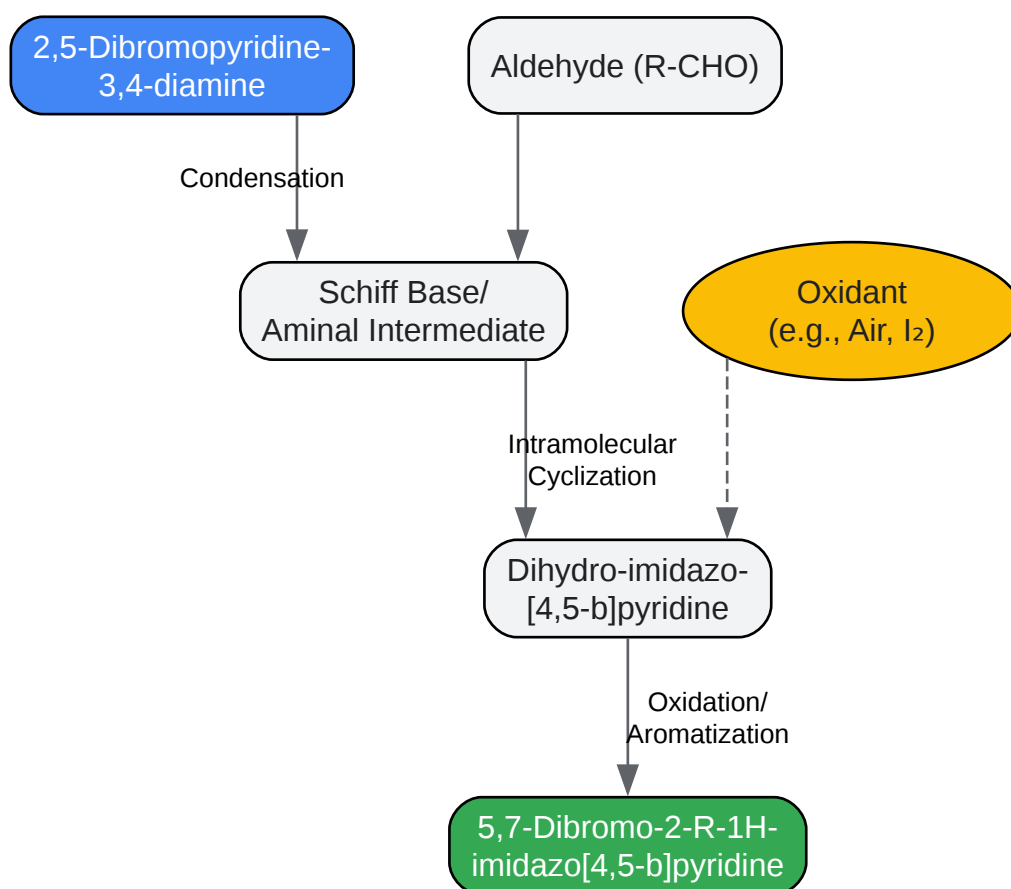 2,5-Dibromopyridine-
3,4-diamine
Aldehyde (R-CHO)
Condensation
Schiff Base/
Aminal Intermediate
Oxidant
(e.g., Air, I₂)
Intramolecular
Cyclization
Dihydro-imidazo-
[4,5-b]pyridine
Oxidation/
Aromatization
5,7-Dibromo-2-R-1H-
imidazo[4,5-b]pyridine